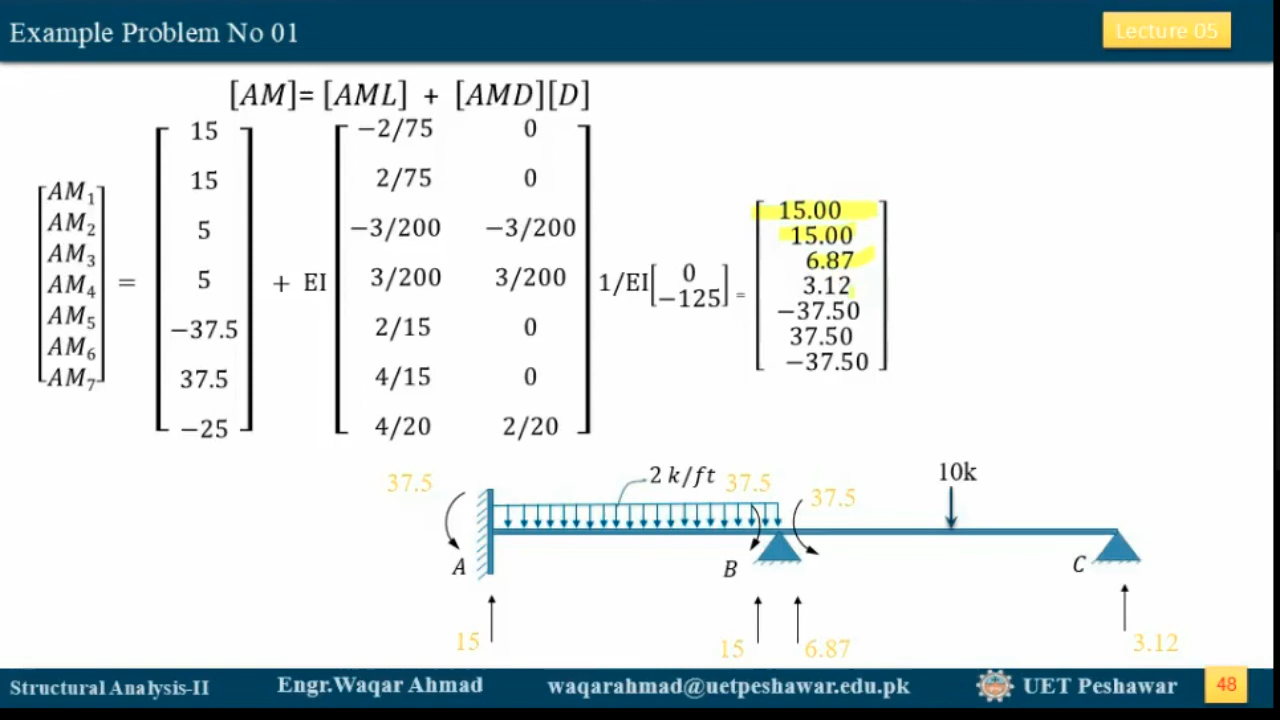 Example Problem No 01
Lecture 05
[AM]= [AML] + [AMD][D]
AM1
AM2
AM3
AM4
AM5
AM6
AM7
=
15
15
5
5
−37.5
37.5
−25
+ EI
−2/75 0
2/75 0
−3/200 −3/200
3/200 3/200
2/15 0
4/15 0
4/20 2/20
1/EI
0
−125
=
15.00
15.00
6.87
3.12
−37.50
37.50
−37.50
37.5
2 k/ft
37.5
37.5
10k
A
B
C
15
15
6.87
3.12
Structural Analysis-II
Engr.Waqar Ahmad
waqarahmad@uetpeshawar.edu.pk
UET Peshawar
48